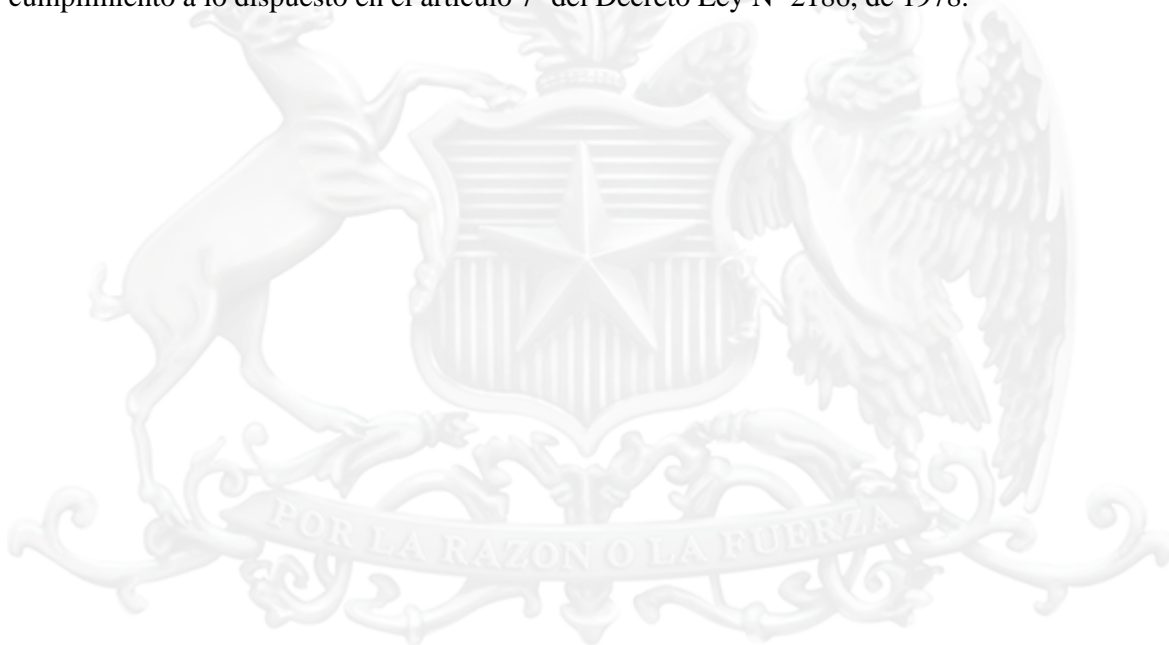 cumplimiento a lo dispuesto en el artículo 7° del Decreto Ley N° 2186, de 1978.
POR LA RAZON O LA FUERZA